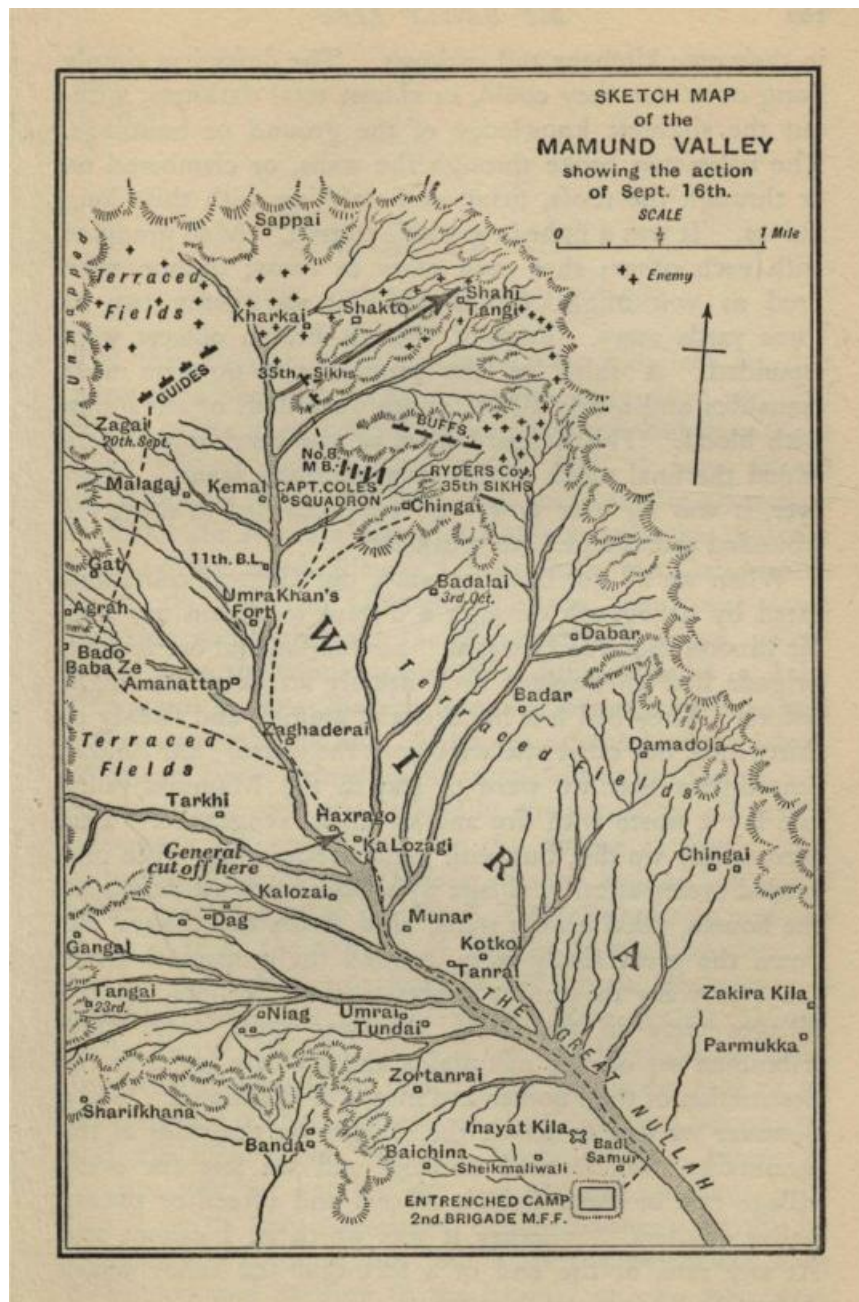 SKETCH MAP
of the
MAMUND VALLEY
showing the action
of Sept. 16th.
SCALE
0 ½ 1 Mile
Enemy
Sappai
Unmapped
Terraced
Fields
Kharkai
Shakto
Shahi
Tangi
GUIDES
35th Sikhs
Zagai
20th. Sept.
BUFFS
No. 8
M B.
RYDERS Coy.
35th SIKHS
Malagai
Kemal
CAPT. COLES
SQUADRON
Chingai
Gat
11th. B.L.
Badalai
3rd. Oct.
Agrah
Umra Khan's
Fort
W
Dabar
Bado
Baba Ze
Amanattap
Terraced Fields
Badar
Zaghaderai
I
Damadola
Terraced
Fields
Tarkhi
Haxrago
Ka Lozagi
General
cut off here
R
Chingai
Kalozai
Dag
Munar
Gangal
Kotkoi
A
Tanrai
Tangai
23rd.
Zakira Kila
Niag
Umrai
Tundai
THE GREAT NULLAH
Parmukka
Zortanrai
Sharifkhana
Inayat Kila
Banda
Badi
Samur
Baichina
Sheikmaliwali
ENTRENCHED CAMP
2nd. BRIGADE M.F.F.